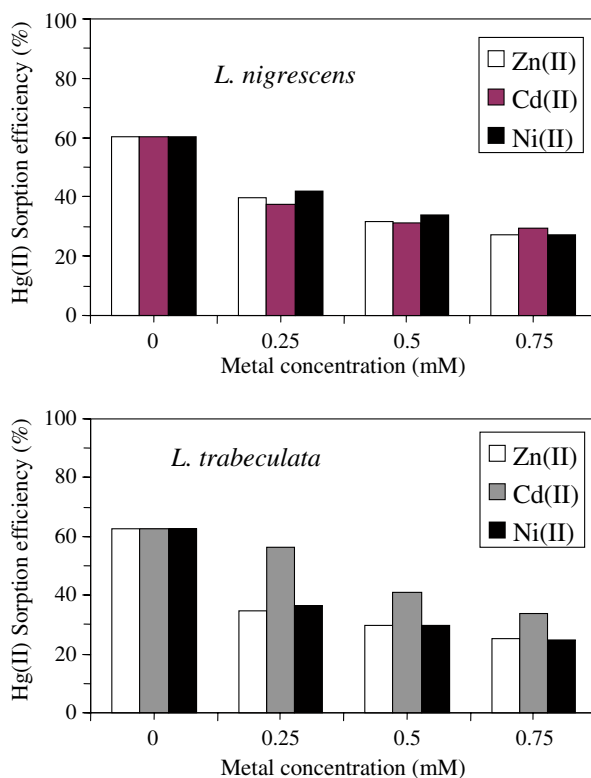 100
80
60
40
20
0
Hg(II) Sorption efficiency (%)
L. nigrescens
Zn(II)
Cd(II)
Ni(II)
0 0.25 0.5 0.75
Metal concentration (mM)
100
80
60
40
20
0
Hg(II) Sorption efficiency (%)
L. trabeculata
Zn(II)
Cd(II)
Ni(II)
0 0.25 0.5 0.75
Metal concentration (mM)